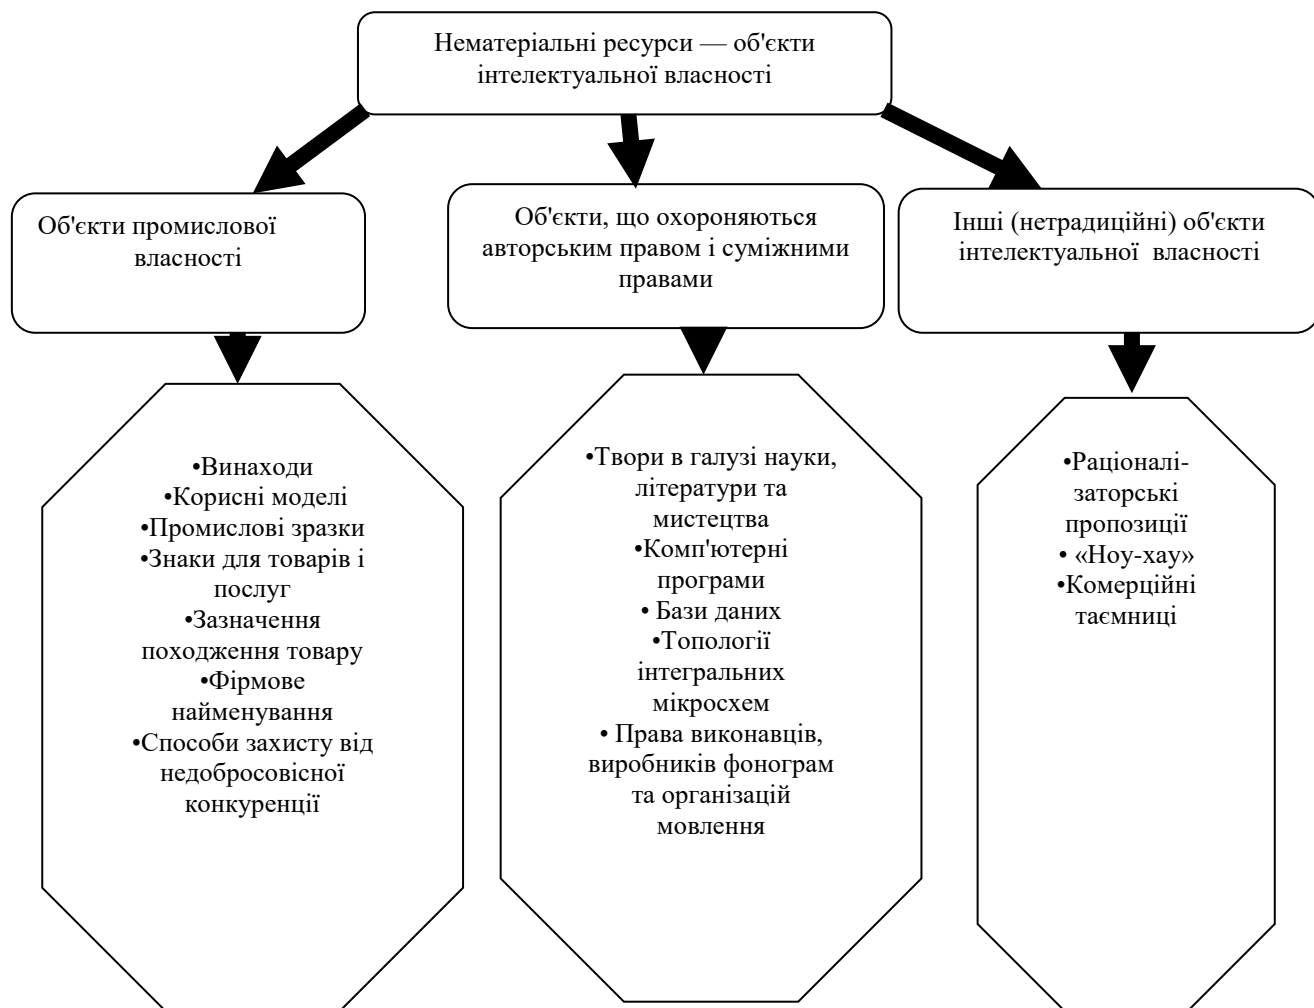 Нематеріальні ресурси — об'єкти
інтелектуальної власності
Об'єкти промислової
власності
Об'єкти, що охороняються
авторським правом і суміжними
правами
Інші (нетрадиційні) об'єкти
інтелектуальної власності
•Винаходи
•Корисні моделі
•Промислові зразки
•Знаки для товарів і
послуг
•Зазначення
походження товару
•Фірмове
найменування
•Способи захисту від
недобросовісної
конкуренції
•Твори в галузі науки,
літератури та
мистецтва
•Комп'ютерні
програми
• Бази даних
•Топології
інтегральних
мікросхем
• Права виконавців,
виробників фонограм
та організацій
мовлення
•Раціоналі-
заторські
пропозиції
• «Ноу-хау»
•Комерційні
таємниці